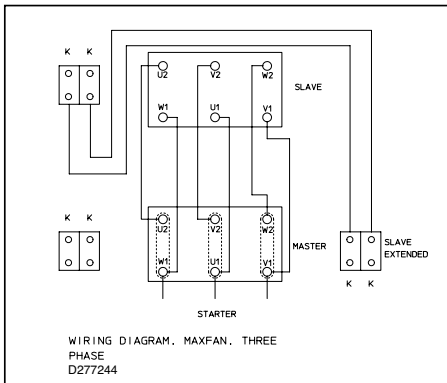 K K
U2 V2 W2
SLAVE
W1 U1 V1
K K
U2 V2 W2
MASTER
SLAVE
EXTENDED
W1 U1 V1
K K
STARTER
WIRING DIAGRAM, MAXFAN, THREE
PHASE
D277244